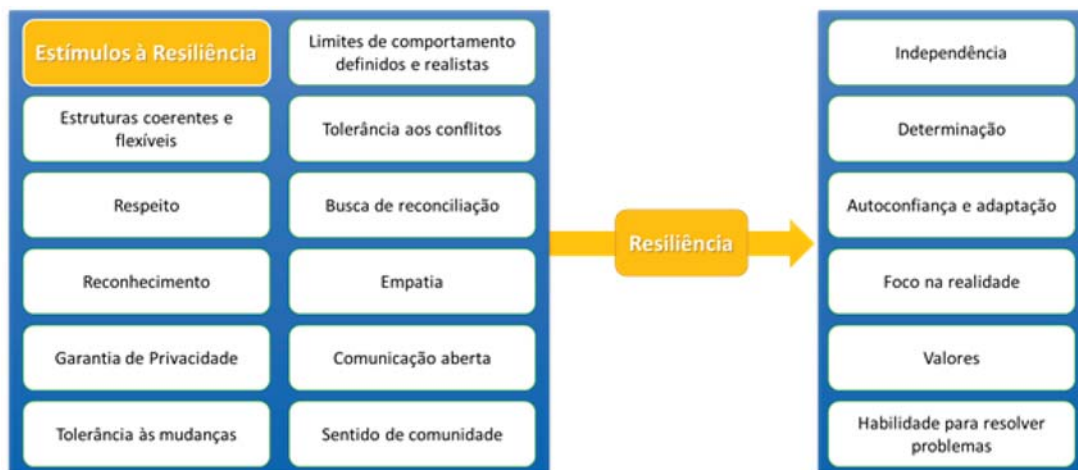 Estímulos à Resiliência
Estruturas coerentes e
flexíveis
Respeito
Reconhecimento
Garantia de Privacidade
Tolerância às mudanças
Limites de comportamento
definidos e realistas
Tolerância aos conflitos
Busca de reconciliação
Empatia
Comunicação aberta
Sentido de comunidade
Resiliência
Independência
Determinação
Autoconfiança e adaptação
Foco na realidade
Valores
Habilidade para resolver
problemas